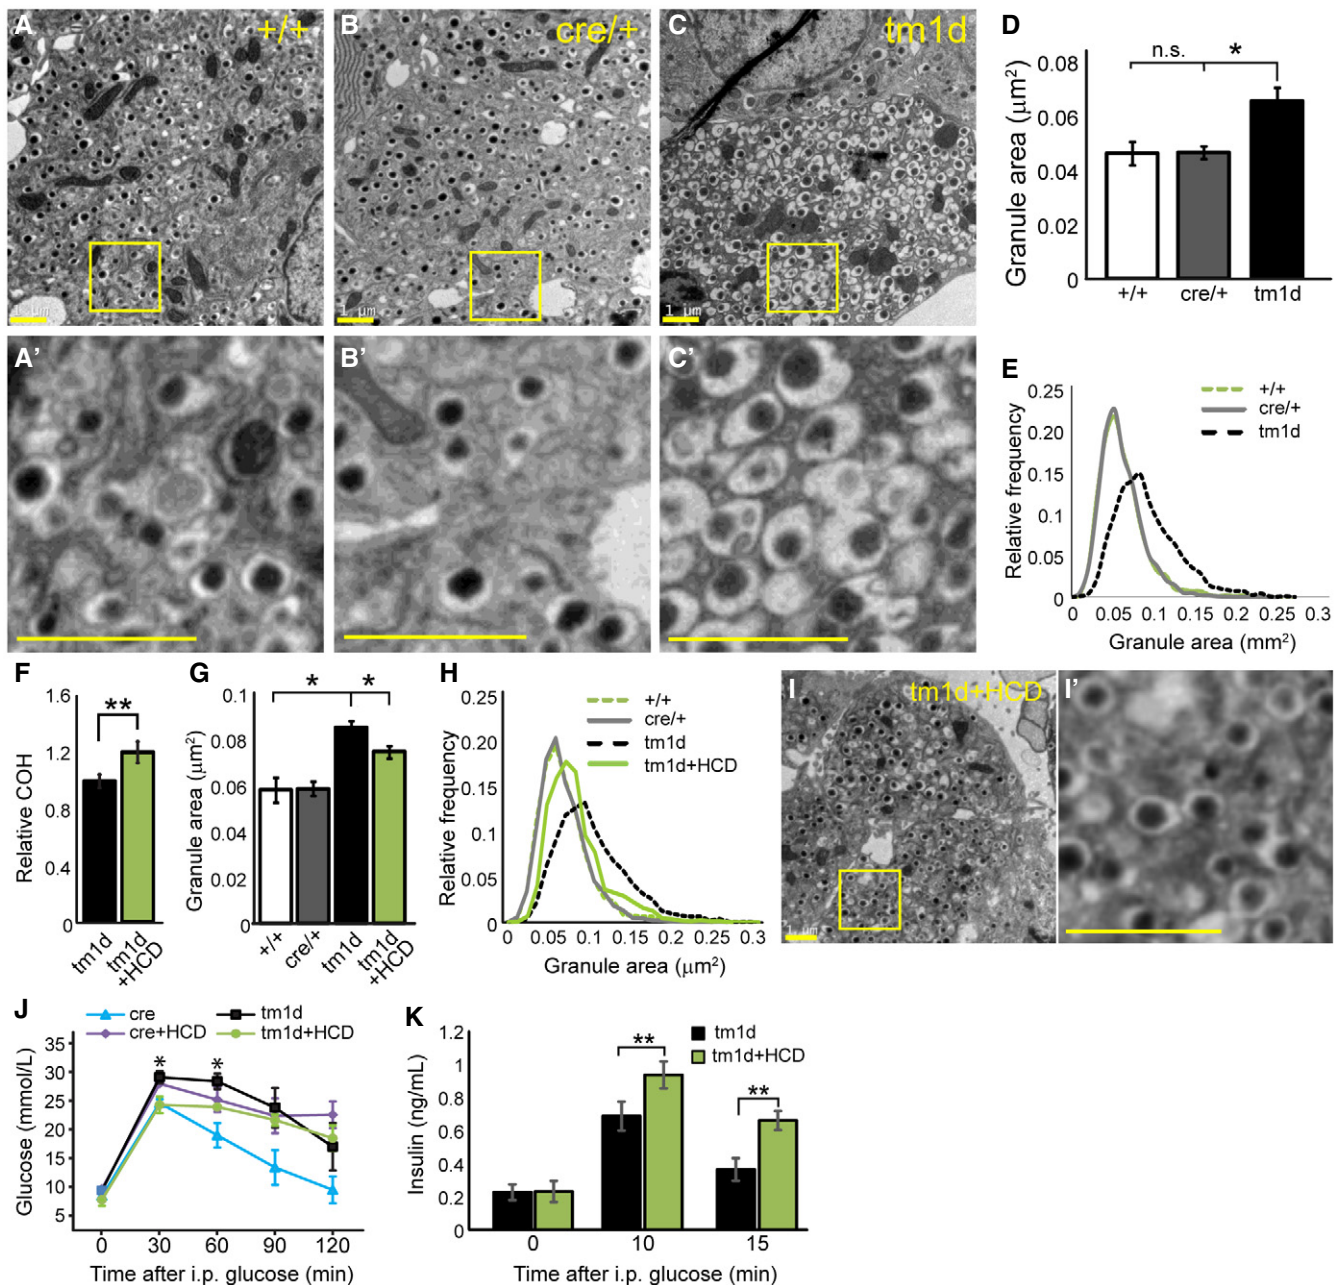 A
+/+
1 µm
B
cre/+
1 µm
C
tm1d
1 µm
D
Granule area (µm²)
0.08
0.06
0.04
0.02
0
n.s.
*
+/+
cre/+
tm1d
A'
B'
C'
E
Relative frequency
0.25
0.20
0.15
0.1
0.05
0
+/+
cre/+
tm1d
0 0.05 0.1 0.15 0.2 0.25 0.3
Granule area (mm²)
F
Relative COH
1.6
1.2
0.8
0.4
0
**
tm1d
tm1d
+HCD
G
Granule area (µm²)
0.1
0.08
0.06
0.04
0.02
0
*
*
+/+
cre/+
tm1d
tm1d
+HCD
H
Relative frequency
0.25
0.20
0.15
0.1
0.05
0
+/+
cre/+
tm1d
tm1d+HCD
0 0.05 0.1 0.15 0.2 0.25 0.3
Granule area (µm²)
I
tm1d+HCD
1 µm
I'
J
cre
tm1d
cre+HCD
tm1d+HCD
Glucose (mmol/L)
35
30
25
20
15
10
5
*
*
0 30 60 90 120
Time after i.p. glucose (min)
K
Insulin (ng/mL)
1.2
1
0.8
0.6
0.4
0.2
0
tm1d
tm1d+HCD
**
**
0 10 15
Time after i.p. glucose (min)